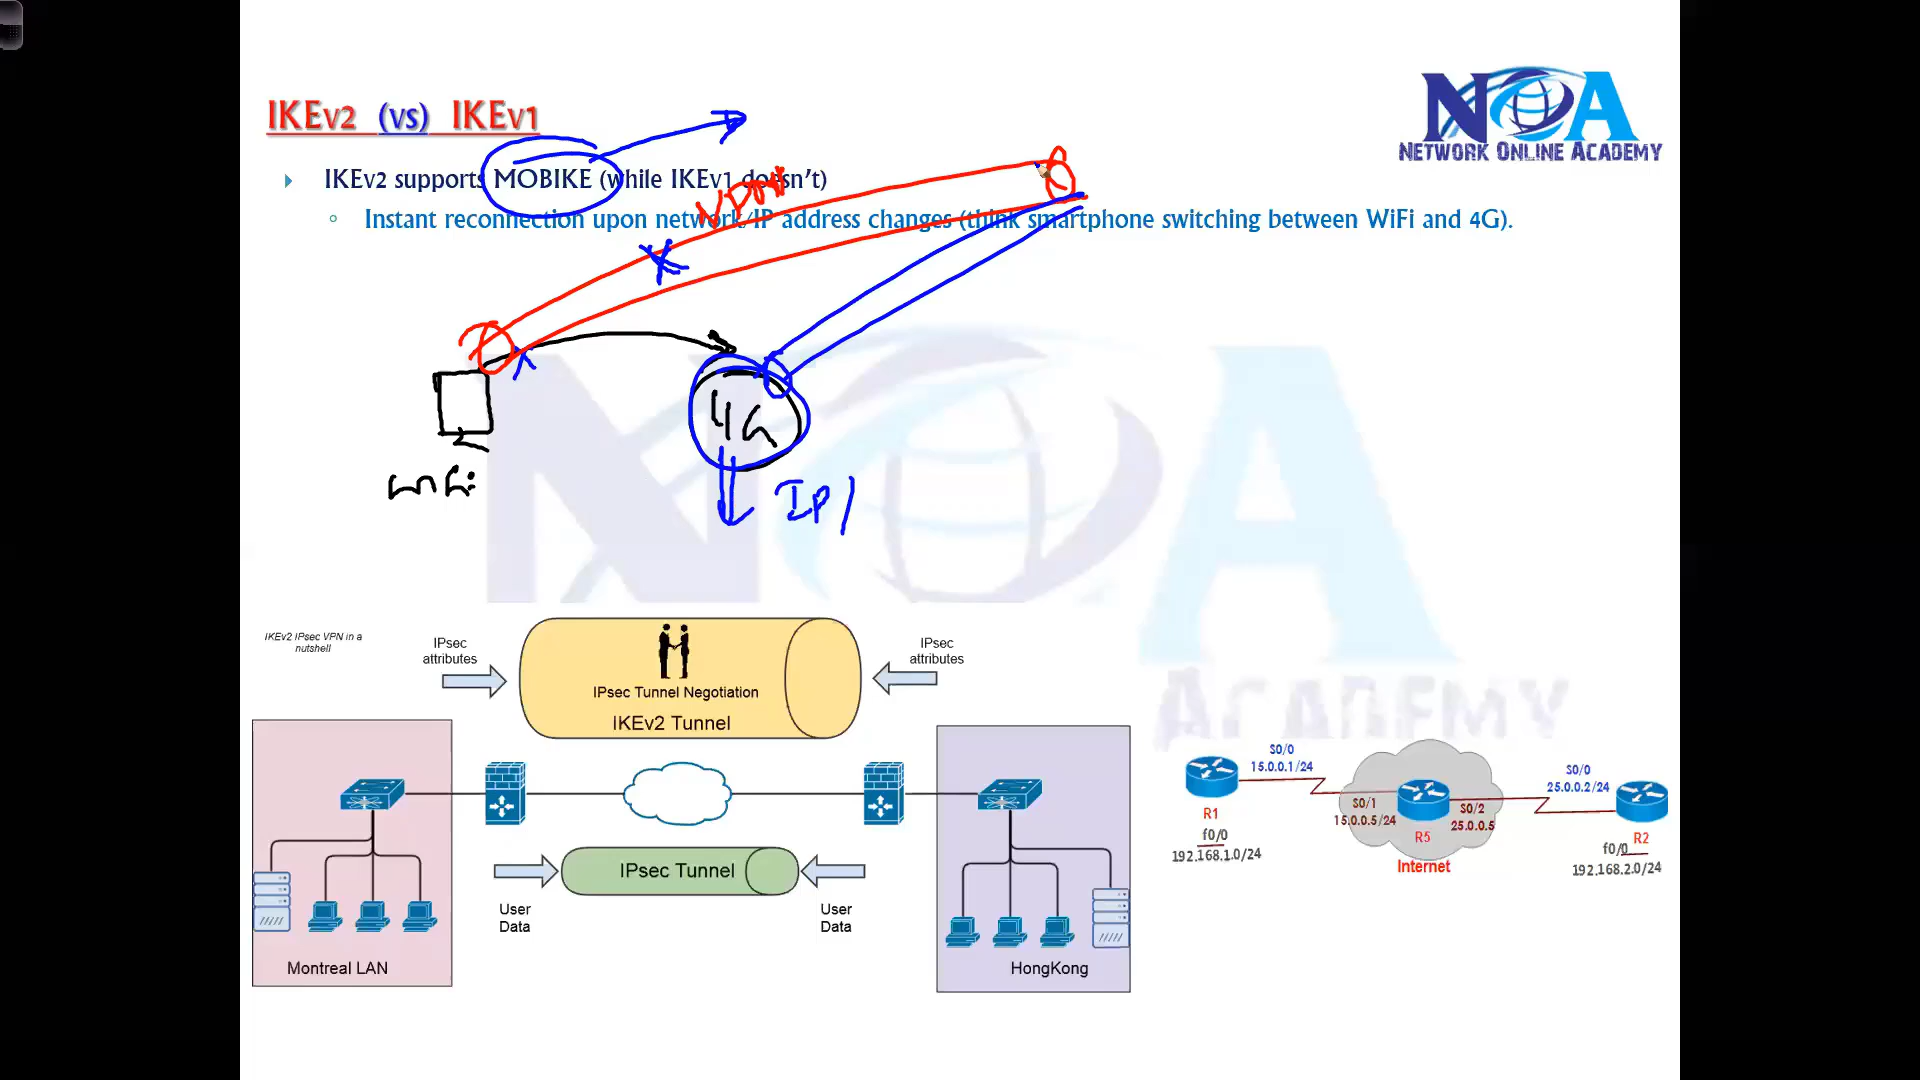 NOA
NETWORK ONLINE ACADEMY
IKEv2 (vs) IKEv1
IKEv2 supports MOBIKE (while IKEv1 doesn't)
Instant reconnection upon network/IP address changes (think smartphone switching between WiFi and 4G).
VPN
4G
IP
NOA
ACADEMY
IKEv2 IPsec VPN in a
nutshell
IPsec
attributes
IPsec
attributes
IPsec Tunnel Negotiation
IKEv2 Tunnel
IPsec Tunnel
User
Data
User
Data
Montreal LAN
HongKong
S0/0
15.0.0.1/24
R1
f0/0
192.168.1.0/24
S0/1
15.0.0.5/24
R5
Internet
S0/2
25.0.0.5
S0/0
25.0.0.2/24
R2
f0/0
192.168.2.0/24